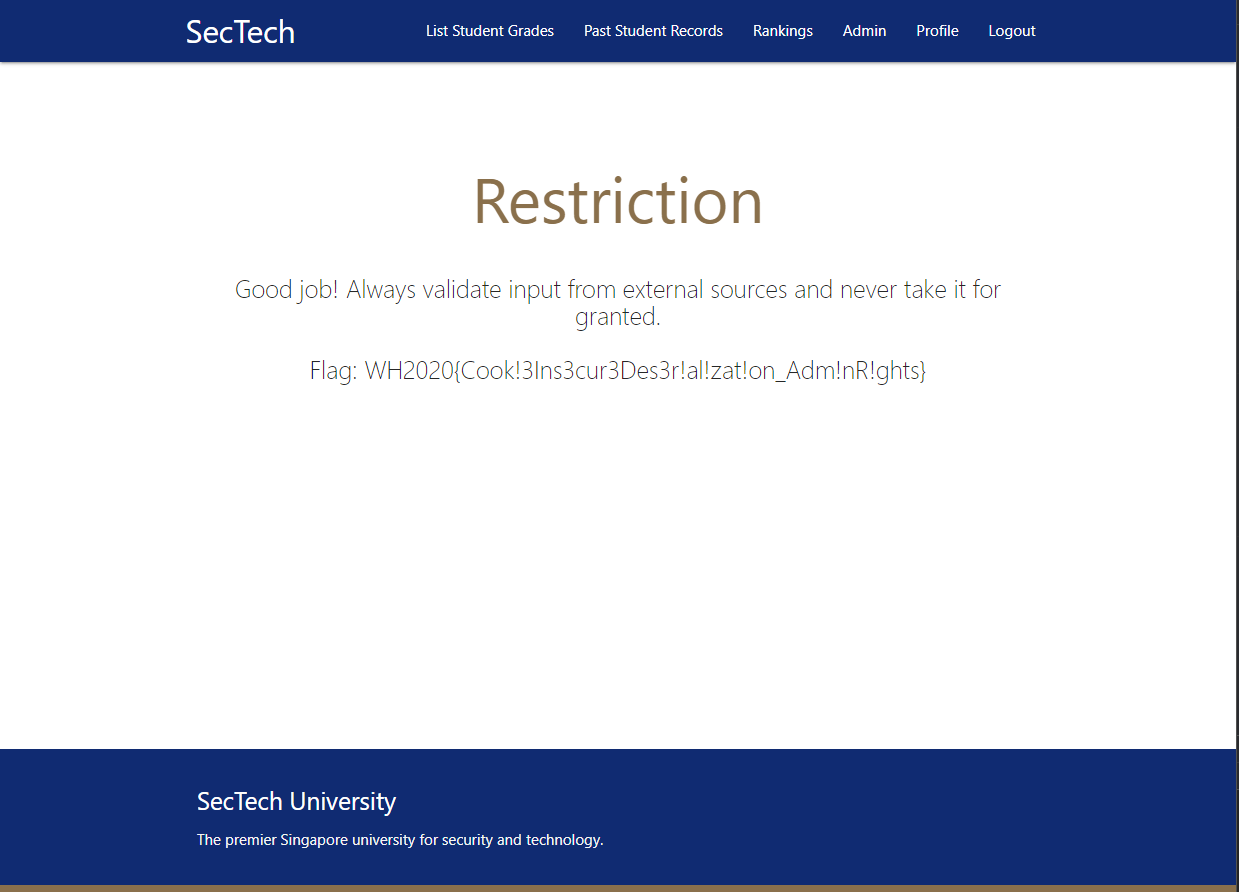 SecTech
List Student Grades Past Student Records Rankings Admin Profile Logout
Restriction
Good job! Always validate input from external sources and never take it for
granted.
Flag: WH2020{Cook!3Ins3cur3Des3r!al!zat!on_Adm!nR!ghts}
SecTech University
The premier Singapore university for security and technology.